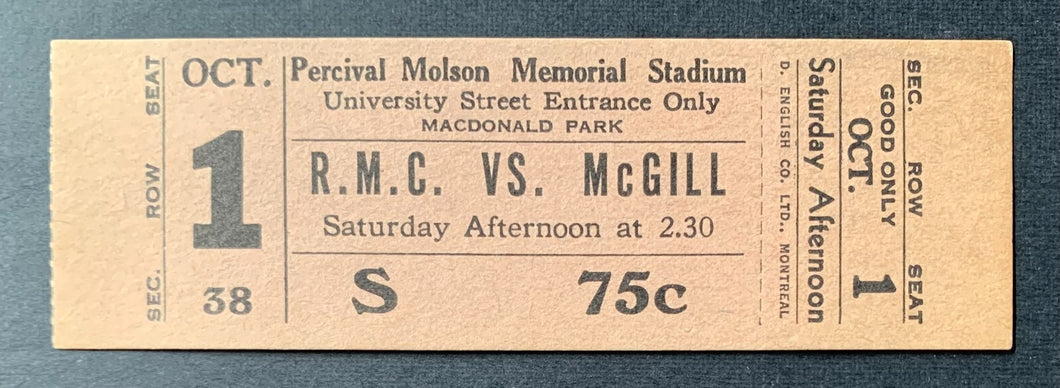 SEC. ROW SEAT
OCT.
1
38
Percival Molson Memorial Stadium
University Street Entrance Only
MACDONALD PARK
R.M.C. VS. McGILL
Saturday Afternoon at 2.30
S 75c
D. ENGLISH CO. LTD., MONTREAL
Saturday Afternoon
OCT. 1
GOOD ONLY
SEC. ROW SEAT